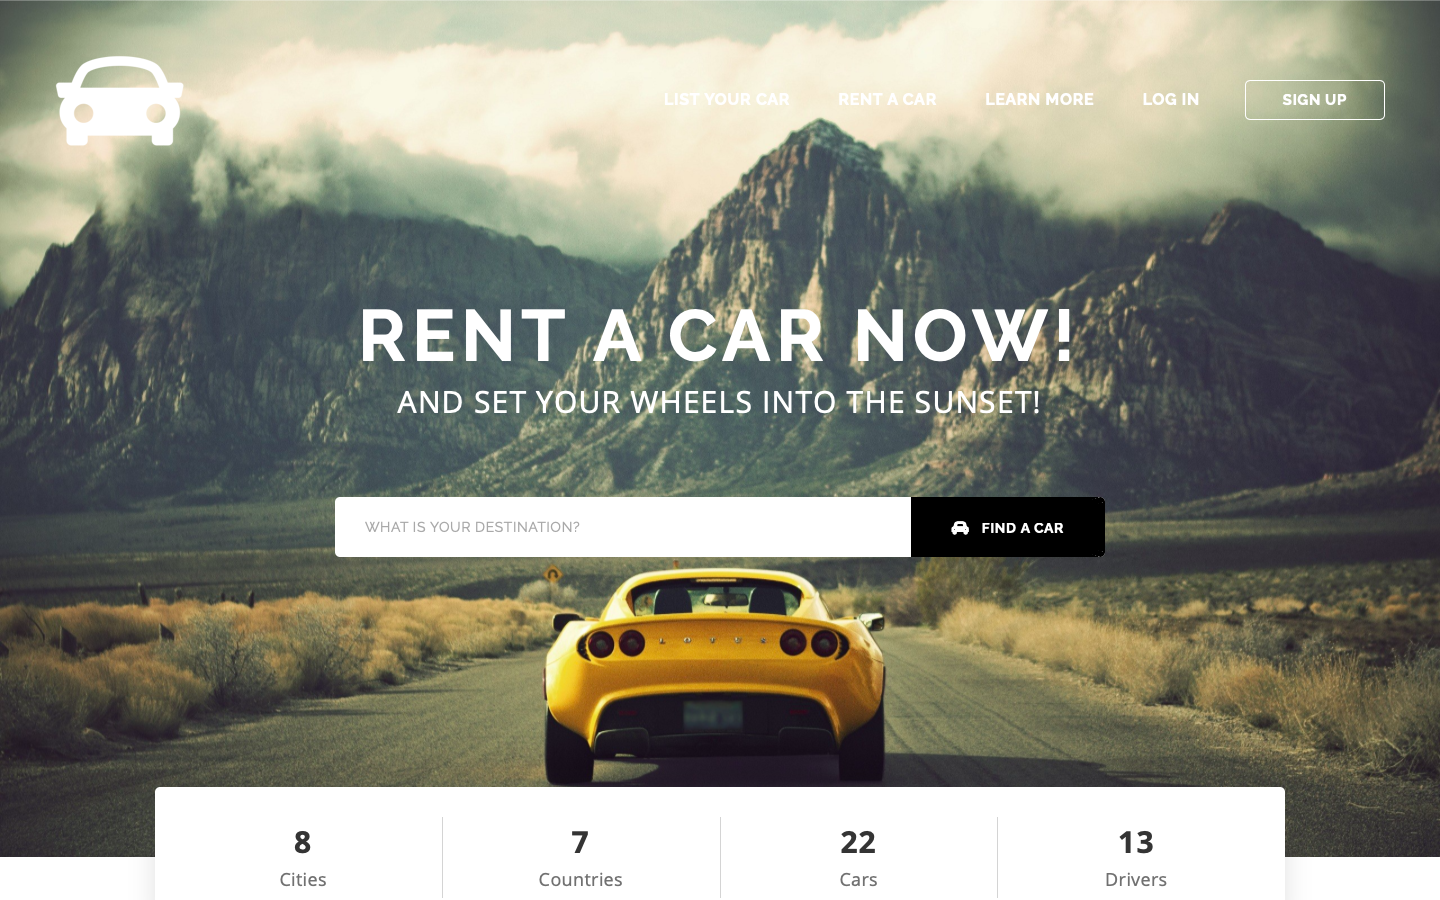 LIST YOUR CAR RENT A CAR LEARN MORE LOG IN SIGN UP
RENT A CAR NOW!
AND SET YOUR WHEELS INTO THE SUNSET!
WHAT IS YOUR DESTINATION? FIND A CAR
LOTUS
8 7 22 13
Cities Countries Cars Drivers